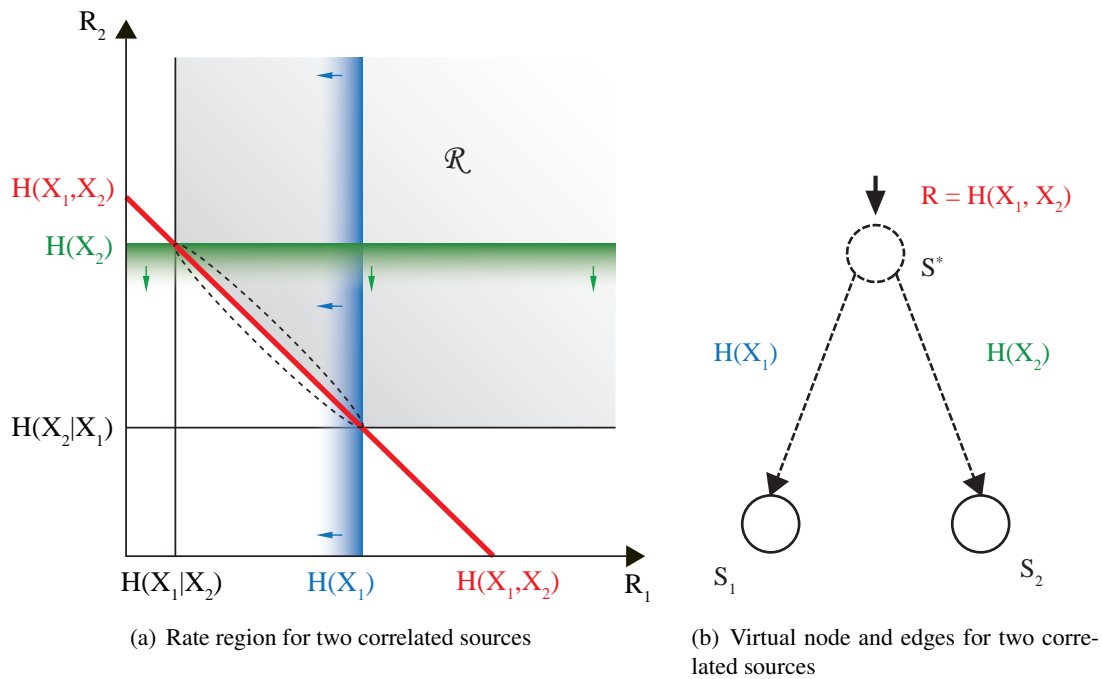 R₂
ℛ
H(X₁,X₂)
H(X₂)
H(X₂|X₁)
H(X₁|X₂)
H(X₁)
H(X₁,X₂)
R₁
(a) Rate region for two correlated sources
R = H(X₁, X₂)
S*
H(X₁)
H(X₂)
S₁
S₂
(b) Virtual node and edges for two corre-
lated sources